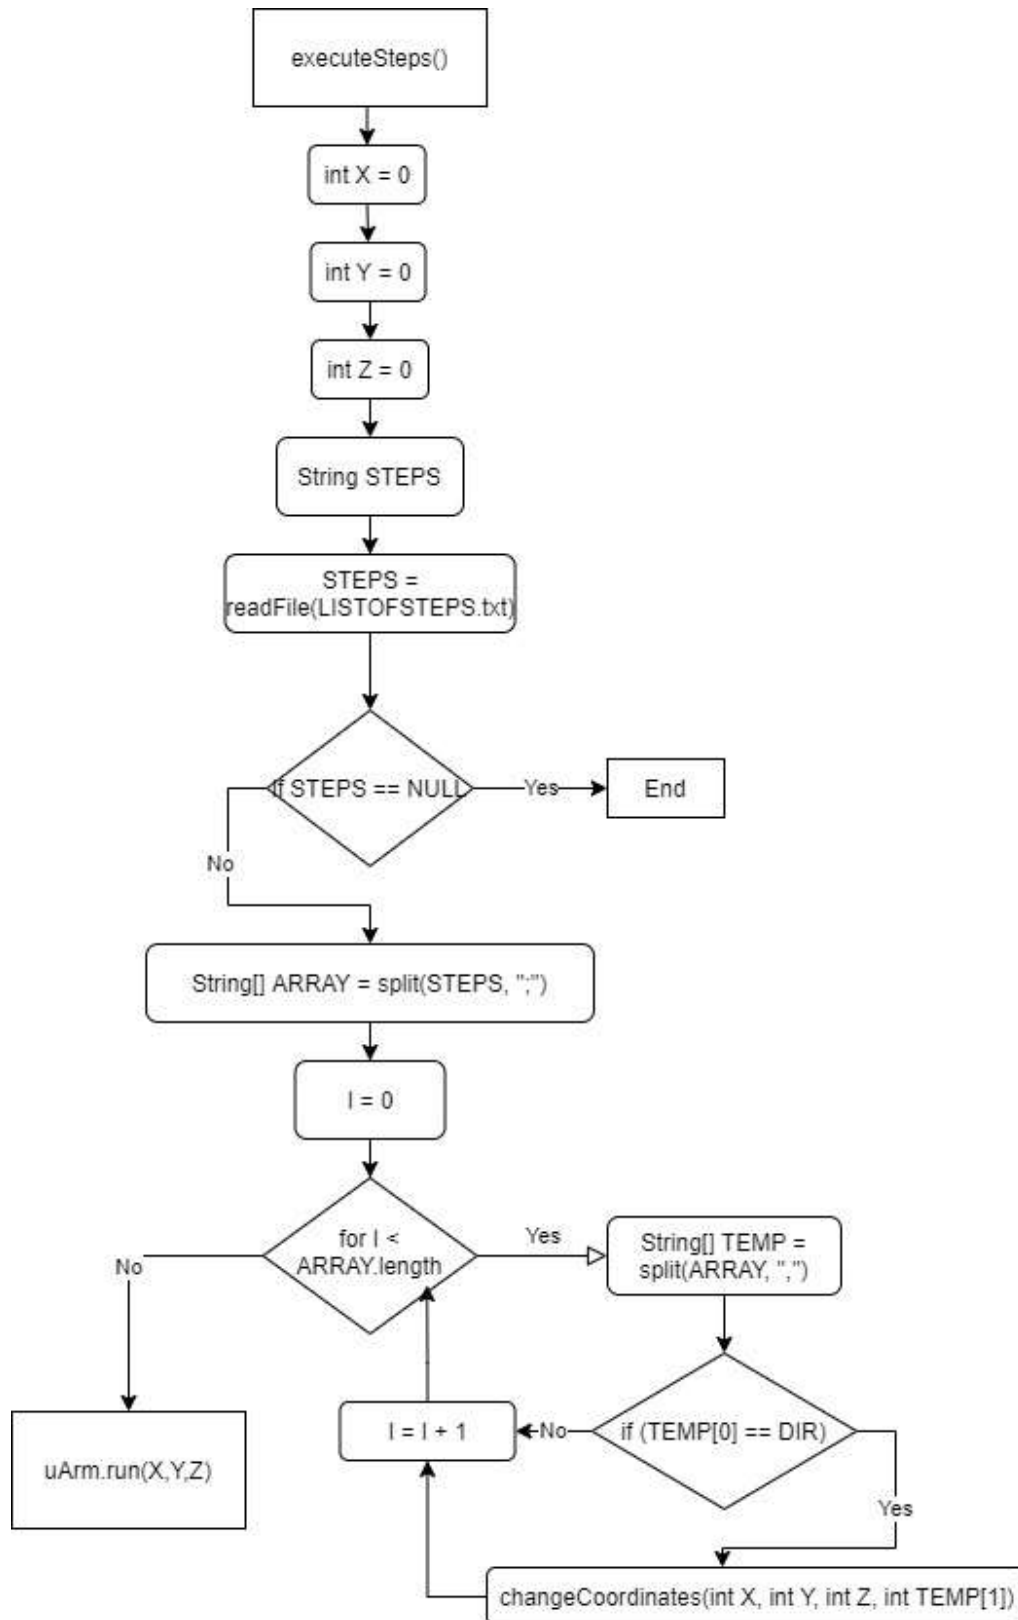 executeSteps()
int X = 0
int Y = 0
int Z = 0
String STEPS
STEPS =
readFile(LISTOFSTEPS.txt)
if STEPS == NULL
Yes
End
No
String[] ARRAY = split(STEPS, ";")
I = 0
for I <
ARRAY.length
Yes
String[] TEMP =
split(ARRAY, ",")
No
I = I + 1
No
if (TEMP[0] == DIR)
uArm.run(X,Y,Z)
Yes
changeCoordinates(int X, int Y, int Z, int TEMP[1])